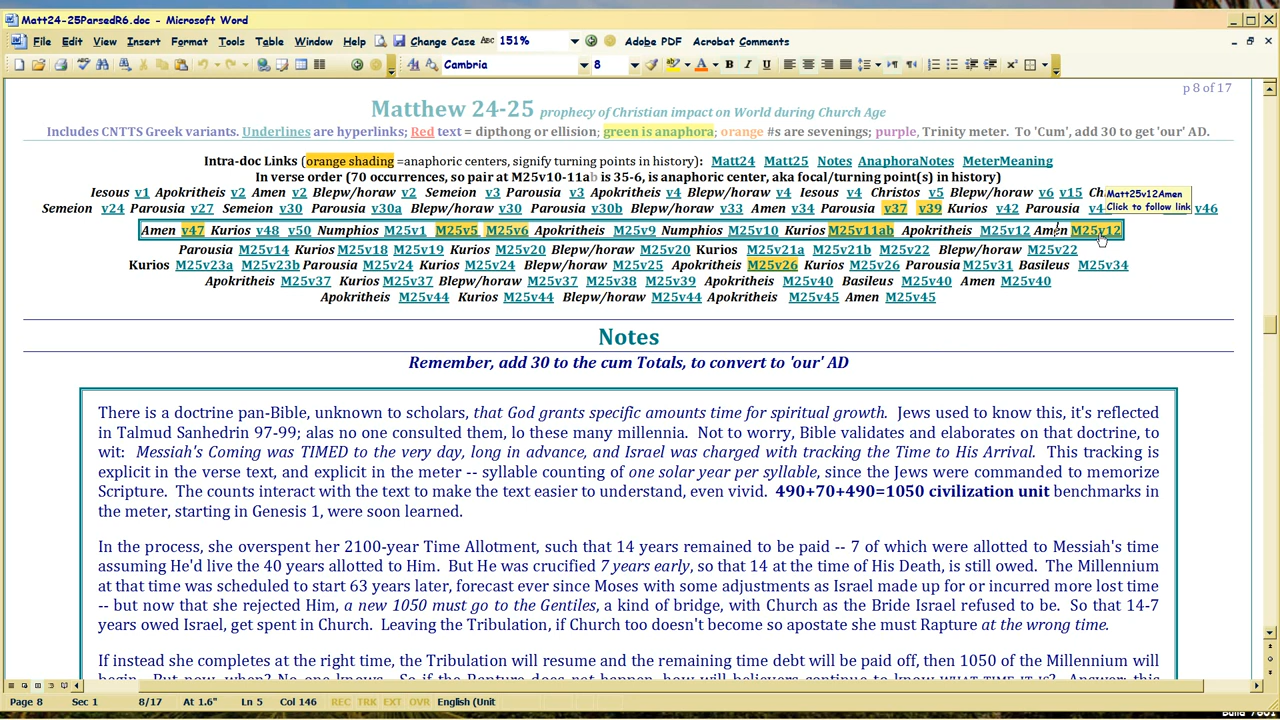 Matt24-25ParsedR6.doc - Microsoft Word
File Edit View Insert Format Tools Table Window Help Change Case ABC 151% Adobe PDF Acrobat Comments
Cambria 8 B I U
p 8 of 17
Matthew 24-25 prophecy of Christian impact on World during Church Age
Includes CNTTS Greek variants. Underlines are hyperlinks; Red text = dipthong or ellision; green is anaphora; orange #s are sevenings; purple, Trinity meter. To 'Cum', add 30 to get 'our' AD.
Intra-doc Links (orange shading =anaphoric centers, signify turning points in history): Matt24 Matt25 Notes AnaphoraNotes MeterMeaning
In verse order (70 occurrences, so pair at M25v10-11ab is 35-6, is anaphoric center, aka focal/turning point(s) in history)
Iesous v1 Apokritheis v2 Amen v2 Blepw/horaw v2 Semeion v3 Parousia v3 Apokritheis v4 Blepw/horaw v4 Iesous v4 Christos v5 Blepw/horaw v6 v15
Matt25v12Amen
Click to follow link
Semeion v24 Parousia v27 Semeion v30 Parousia v30a Blepw/horaw v30 Parousia v30b Blepw/horaw v33 Amen v34 Parousia v37 v39 Kurios v42 Parousia v46
Amen v47 Kurios v48 v50 Numphios M25v1 M25v5 M25v6 Apokritheis M25v9 Numphios M25v10 Kurios M25v11ab Apokritheis M25v12 Amen M25v12
Parousia M25v14 Kurios M25v18 M25v19 Kurios M25v20 Blepw/horaw M25v20 Kurios M25v21a M25v21b M25v22 Blepw/horaw M25v22
Kurios M25v23a M25v23b Parousia M25v24 Kurios M25v24 Blepw/horaw M25v25 Apokritheis M25v26 Kurios M25v26 Parousia M25v31 Basileus M25v34
Apokritheis M25v37 Kurios M25v37 Blepw/horaw M25v37 M25v38 M25v39 Apokritheis M25v40 Basileus M25v40 Amen M25v40
Apokritheis M25v44 Kurios M25v44 Blepw/horaw M25v44 Apokritheis M25v45 Amen M25v45
Notes
Remember, add 30 to the cum Totals, to convert to 'our' AD
There is a doctrine pan-Bible, unknown to scholars, that God grants specific amounts time for spiritual growth. Jews used to know this, it's reflected
in Talmud Sanhedrin 97-99; alas no one consulted them, lo these many millennia. Not to worry, Bible validates and elaborates on that doctrine, to
wit: Messiah's Coming was TIMED to the very day, long in advance, and Israel was charged with tracking the Time to His Arrival. This tracking is
explicit in the verse text, and explicit in the meter -- syllable counting of one solar year per syllable, since the Jews were commanded to memorize
Scripture. The counts interact with the text to make the text easier to understand, even vivid. 490+70+490=1050 civilization unit benchmarks in
the meter, starting in Genesis 1, were soon learned.
In the process, she overspent her 2100-year Time Allotment, such that 14 years remained to be paid -- 7 of which were allotted to Messiah's time
assuming He'd live the 40 years allotted to Him. But He was crucified 7 years early, so that 14 at the time of His Death, is still owed. The Millennium
at that time was scheduled to start 63 years later, forecast ever since Moses with some adjustments as Israel made up for or incurred more lost time
-- but now that she rejected Him, a new 1050 must go to the Gentiles, a kind of bridge, with Church as the Bride Israel refused to be. So that 14-7
years owed Israel, get spent in Church. Leaving the Tribulation, if Church too doesn't become so apostate she must Rapture at the wrong time.
If instead she completes at the right time, the Tribulation will resume and the remaining time debt will be paid off, then 1050 of the Millennium will
Page 8 Sec 1 8/17 At 1.6" Ln 5 Col 146 REC TRK EXT OVR English (Unit
Build 7601